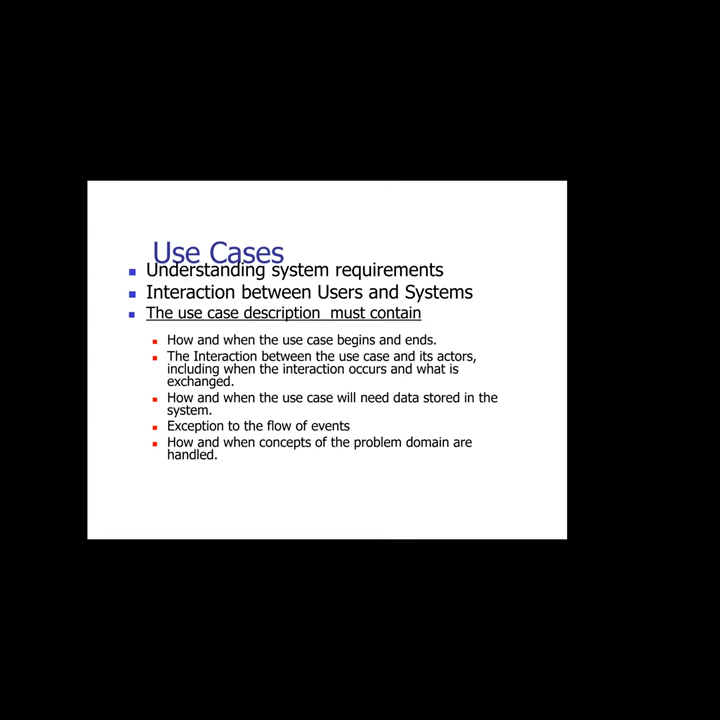 Use Cases
Understanding system requirements
Interaction between Users and Systems
The use case description  must contain
How and when the use case begins and ends.
The Interaction between the use case and its actors,
including when the interaction occurs and what is
exchanged.
How and when the use case will need data stored in the
system.
Exception to the flow of events
How and when concepts of the problem domain are
handled.